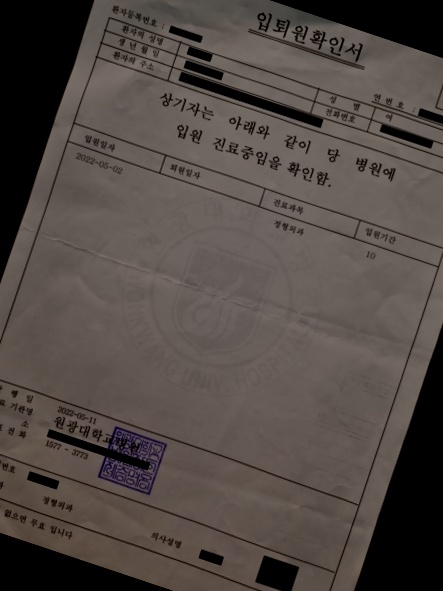 입퇴원확인서
환자등록번호 :
연 번 호 :
환자의 성명
성 별 여
생 년 월 일
전화번호
환자의 주소
상기자는 아래와 같이 당 병원에
입원 진료중임을 확인함.
입원일자 퇴원일자 진료과목 입원기간
2022-05-02 정형외과 10
행 일 2022-05-11
기관명 원광대학교병원
소
전 화 1577 - 3773
번호
정형외과
의사성명
없으면 무효 입니다